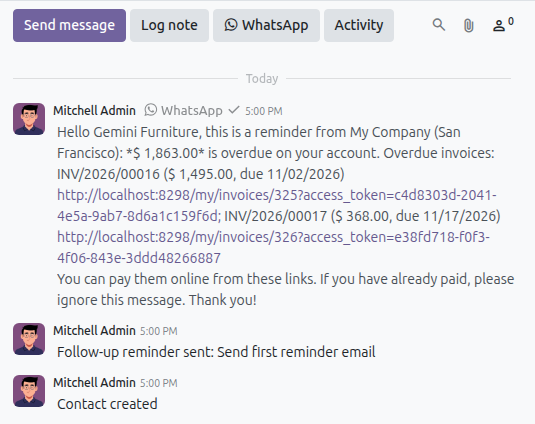 Send message Log note WhatsApp Activity 0
Today
Mitchell Admin WhatsApp 5:00 PM
Hello Gemini Furniture, this is a reminder from My Company (San
Francisco): *$ 1,863.00* is overdue on your account. Overdue invoices:
INV/2026/00016 ($ 1,495.00, due 11/02/2026)
http://localhost:8298/my/invoices/325?access_token=c4d8303d-2041-
4e5a-9ab7-8d6a1c159f6d; INV/2026/00017 ($ 368.00, due 11/17/2026)
http://localhost:8298/my/invoices/326?access_token=e38fd718-f0f3-
4f06-843e-3ddd48266887
You can pay them online from these links. If you have already paid, please
ignore this message. Thank you!
Mitchell Admin 5:00 PM
Follow-up reminder sent: Send first reminder email
Mitchell Admin 5:00 PM
Contact created